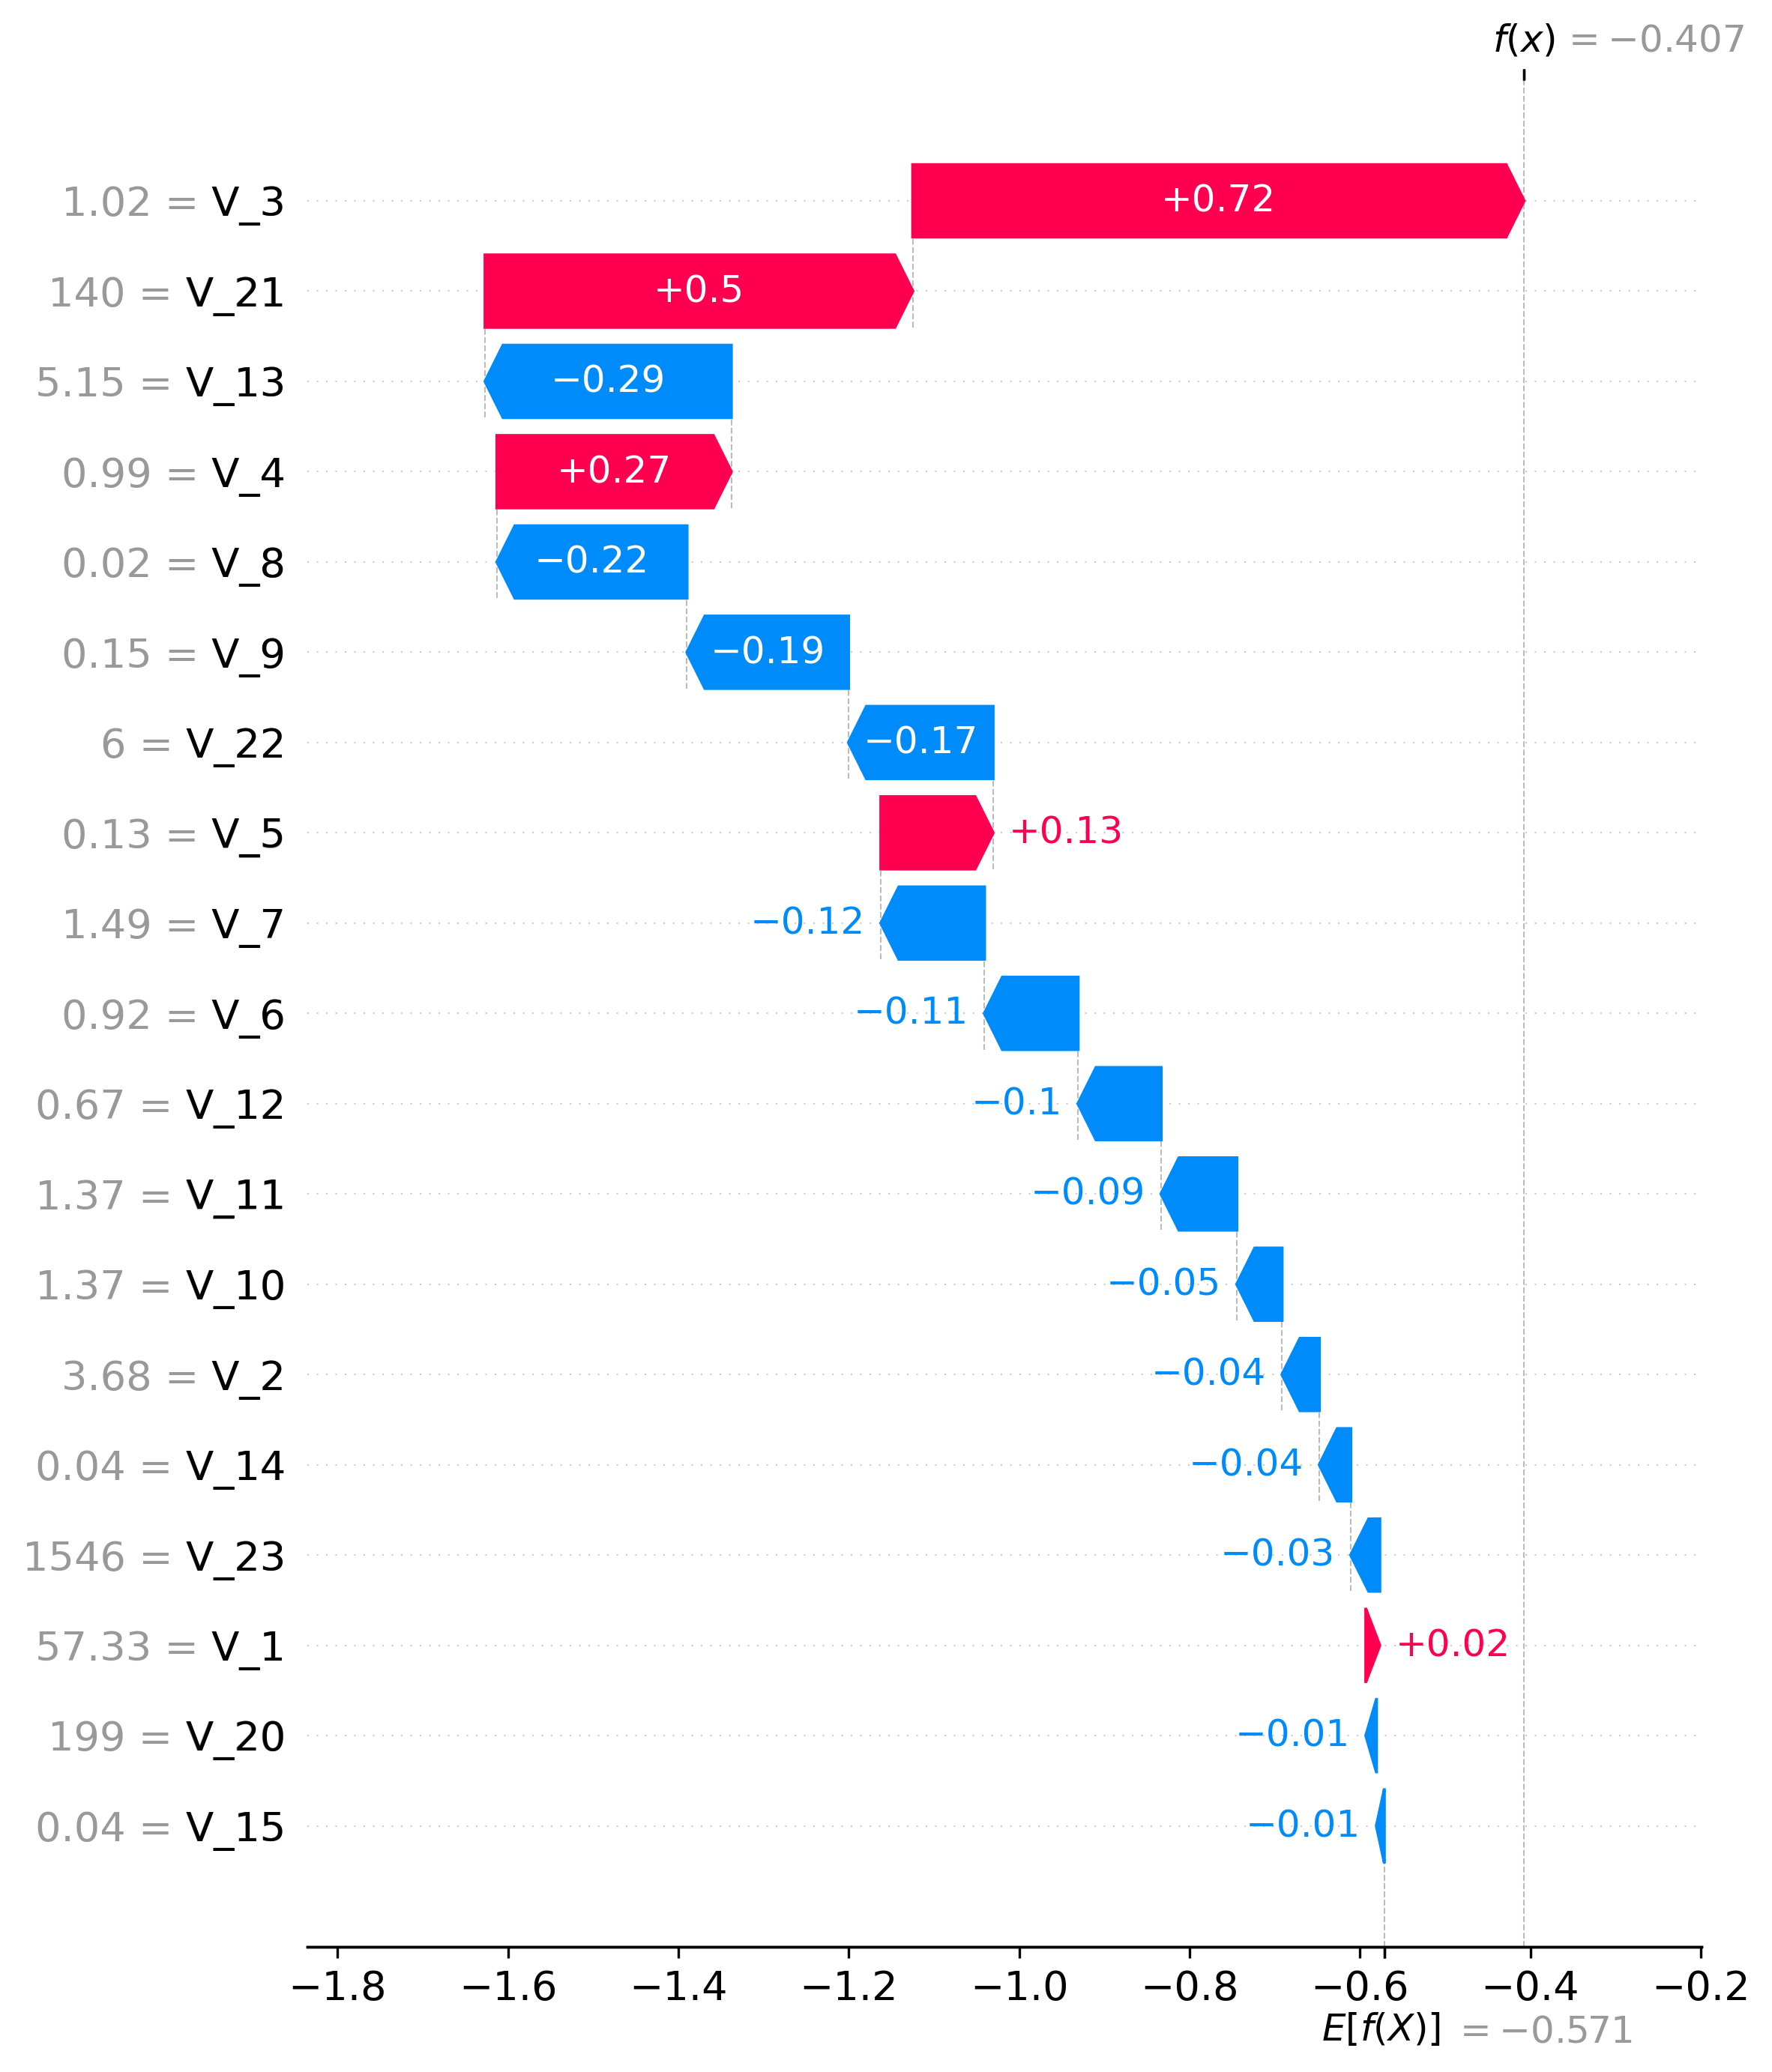 f(x) = −0.407
1.02 = V_3 +0.72
140 = V_21 +0.5
5.15 = V_13 −0.29
0.99 = V_4 +0.27
0.02 = V_8 −0.22
0.15 = V_9 −0.19
6 = V_22 −0.17
0.13 = V_5 +0.13
1.49 = V_7 −0.12
0.92 = V_6 −0.11
0.67 = V_12 −0.1
1.37 = V_11 −0.09
1.37 = V_10 −0.05
3.68 = V_2 −0.04
0.04 = V_14 −0.04
1546 = V_23 −0.03
57.33 = V_1 +0.02
199 = V_20 −0.01
0.04 = V_15 −0.01
−1.8 −1.6 −1.4 −1.2 −1.0 −0.8 −0.6 −0.4 −0.2
E[f(X)] = −0.571